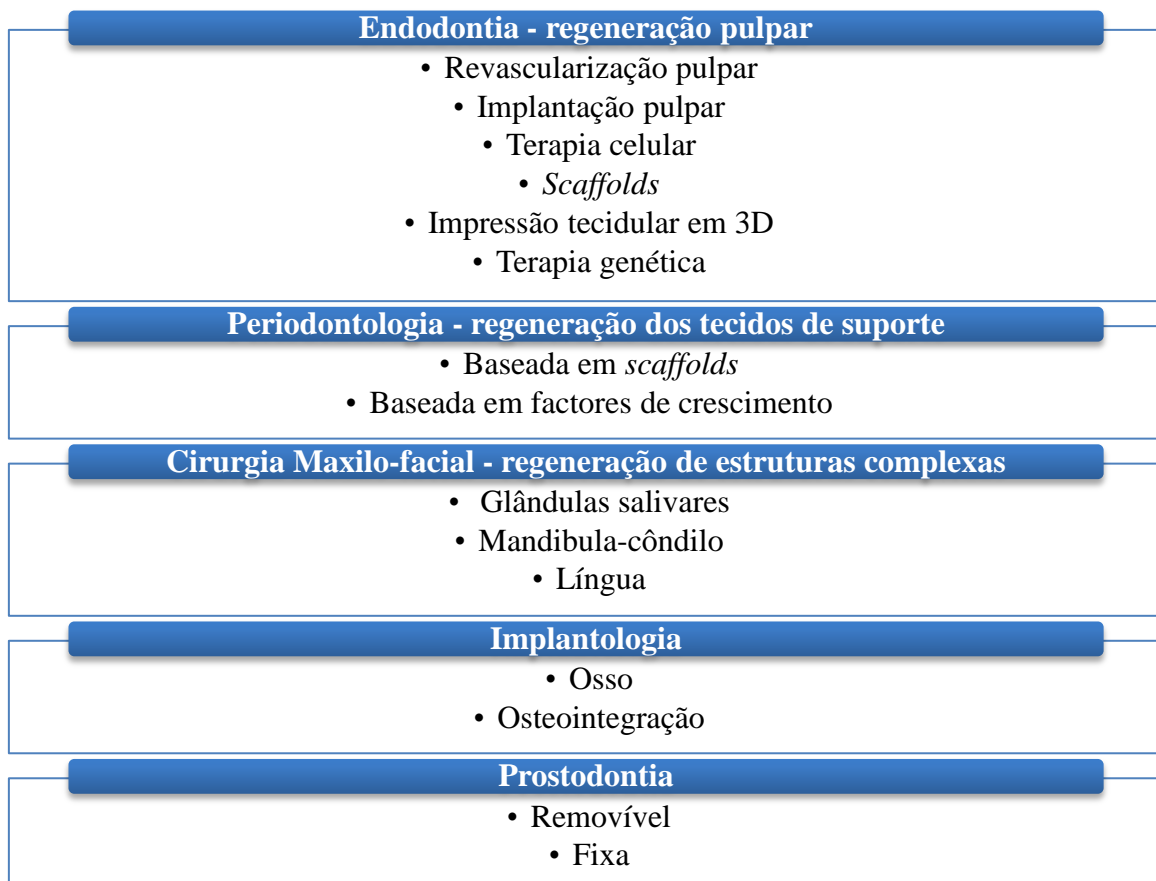 Endodontia - regeneração pulpar
• Revascularização pulpar
• Implantação pulpar
• Terapia celular
• Scaffolds
• Impressão tecidular em 3D
• Terapia genética
Periodontologia - regeneração dos tecidos de suporte
• Baseada em scaffolds
• Baseada em factores de crescimento
Cirurgia Maxilo-facial - regeneração de estruturas complexas
• Glândulas salivares
• Mandibula-côndilo
• Língua
Implantologia
• Osso
• Osteointegração
Prostodontia
• Removível
• Fixa